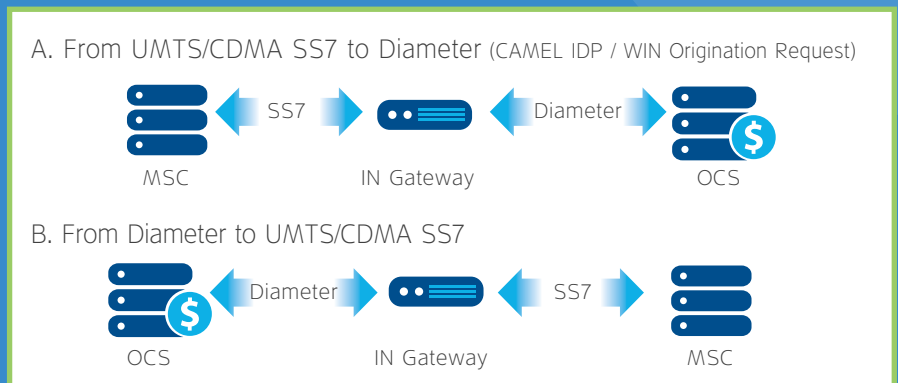 A. From UMTS/CDMA SS7 to Diameter (CAMEL IDP / WIN Origination Request)
SS7
Diameter
$
MSC
IN Gateway
OCS
B. From Diameter to UMTS/CDMA SS7
Diameter
SS7
$
OCS
IN Gateway
MSC